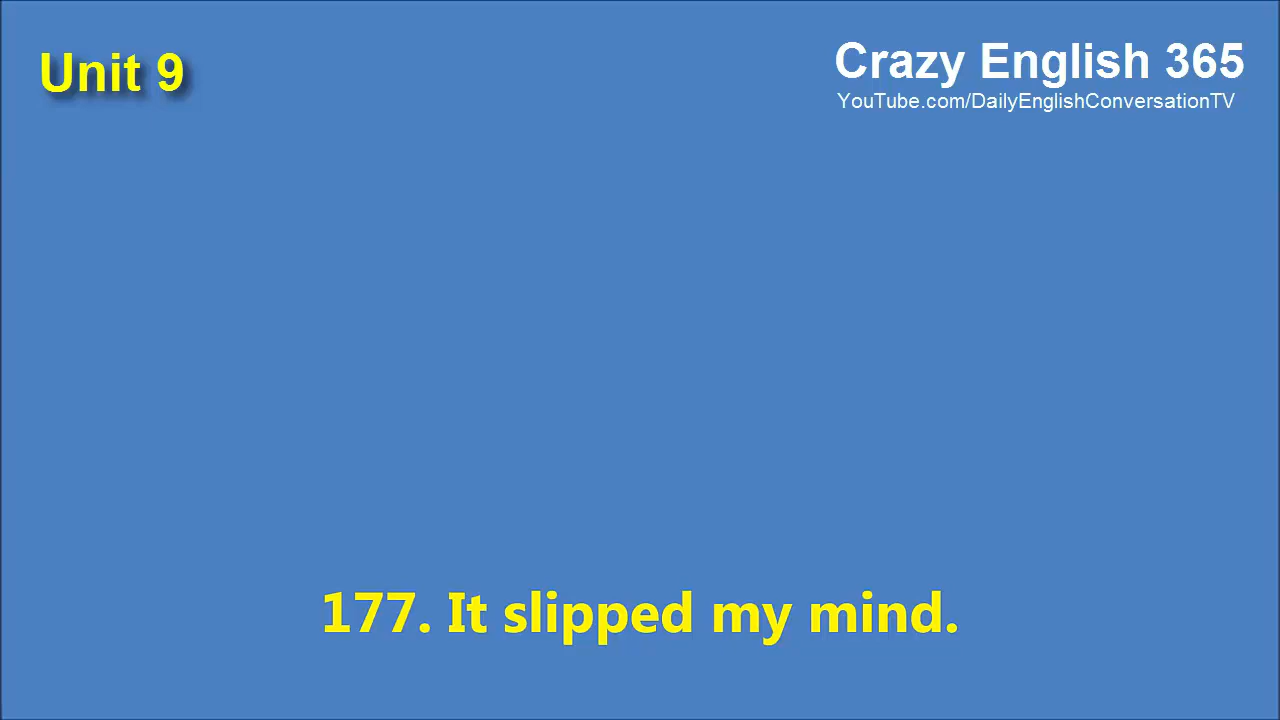 Unit 9
Crazy English 365
YouTube.com/DailyEnglishConversationTV
177. It slipped my mind.